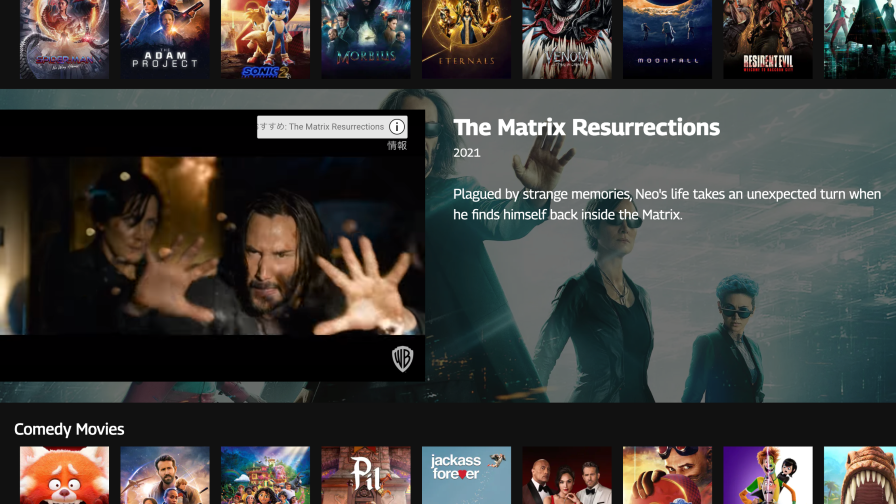 THE
ADAM
PROJECT
SONIC 2
MORBIUS
ETERNALS
VENOM
MOONFALL
RESIDENT EVIL
すすめ: The Matrix Resurrections
i
情報
The Matrix Resurrections
2021
Plagued by strange memories, Neo's life takes an unexpected turn when
he finds himself back inside the Matrix.
WB
Comedy Movies
Pil
jackass
forever